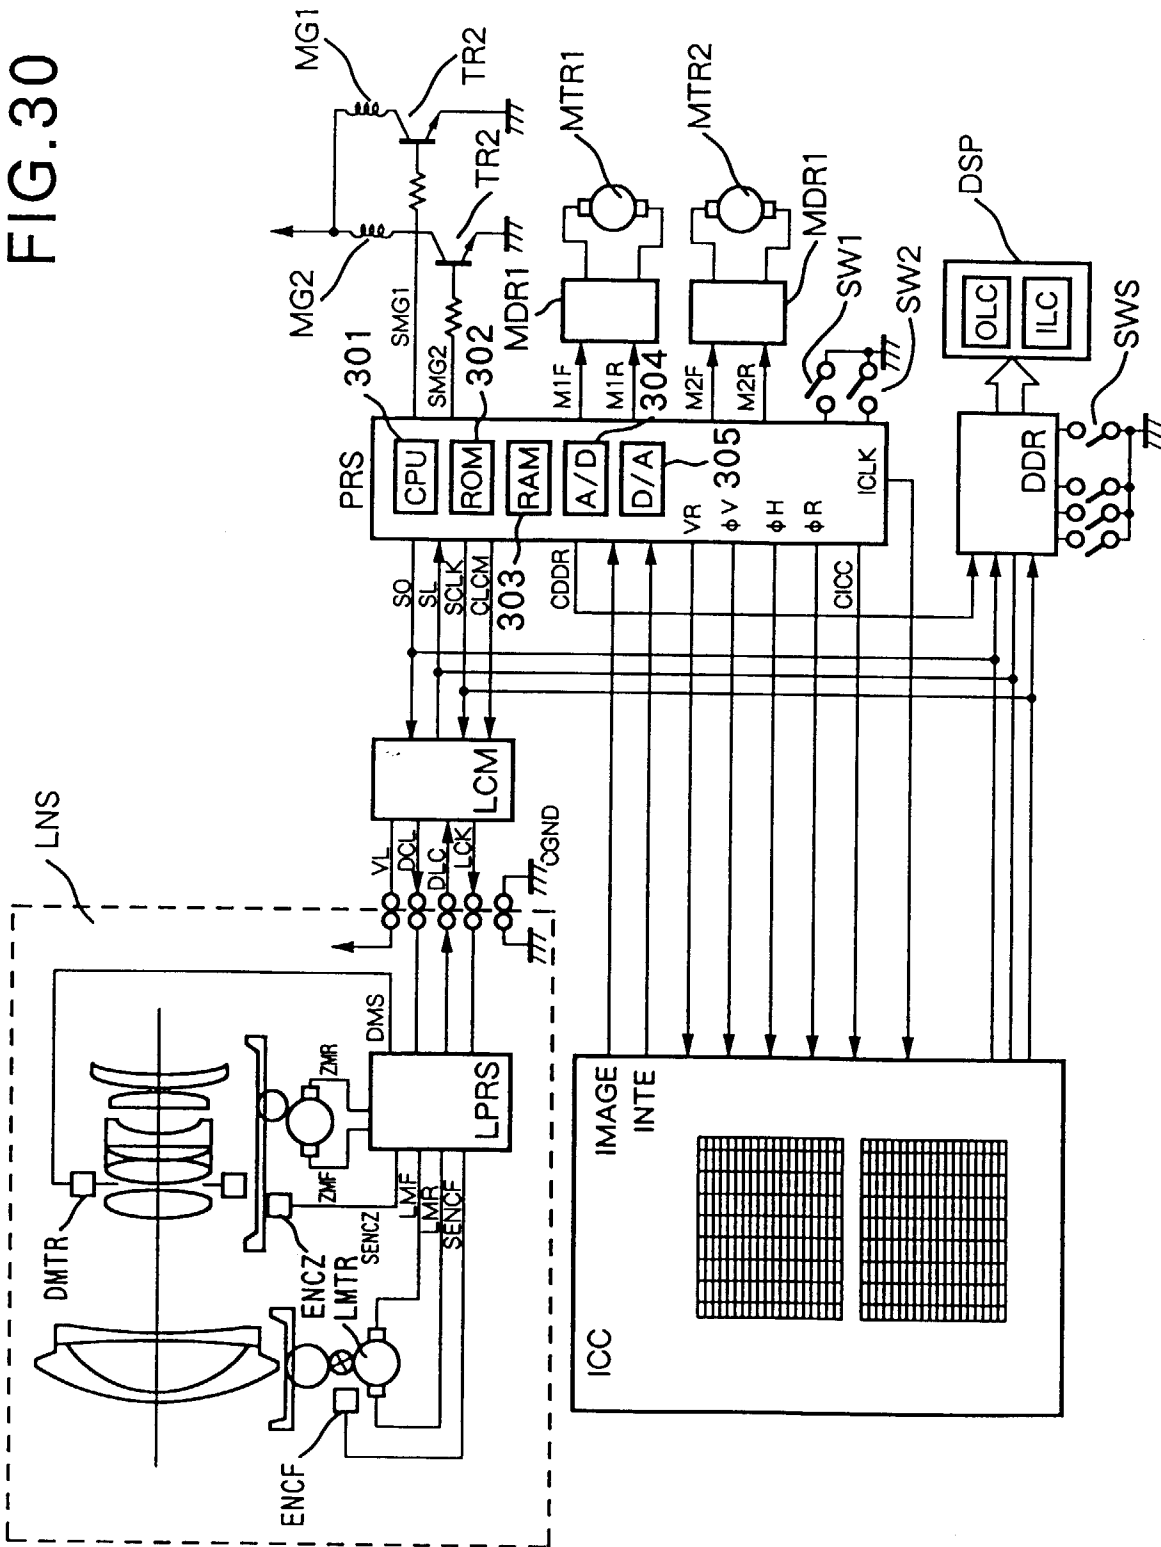 FIG.30
MG1
TR2
MG2
TR2
SMG1
SMG2
MTR1
MDR1
MTR2
MDR1
M1F
M1R
M2F
M2R
SW1
SW2
DSP
OLC
ILC
SWS
DDR
PRS
301
CPU
302
ROM
303
RAM
304
A/D
305
D/A
VR
φV
φH
φR
ICLK
SO
SL
SCLK
CLCM
CDDR
CICC
LCM
VL
DCL
DLC
LCK
CGND
LNS
DMS
ZMR
ZMF
LPRS
LMF
LMR
SENCF
SENCZ
DMTR
ENCZ
LMTR
ENCF
IMAGE
INTE
ICC